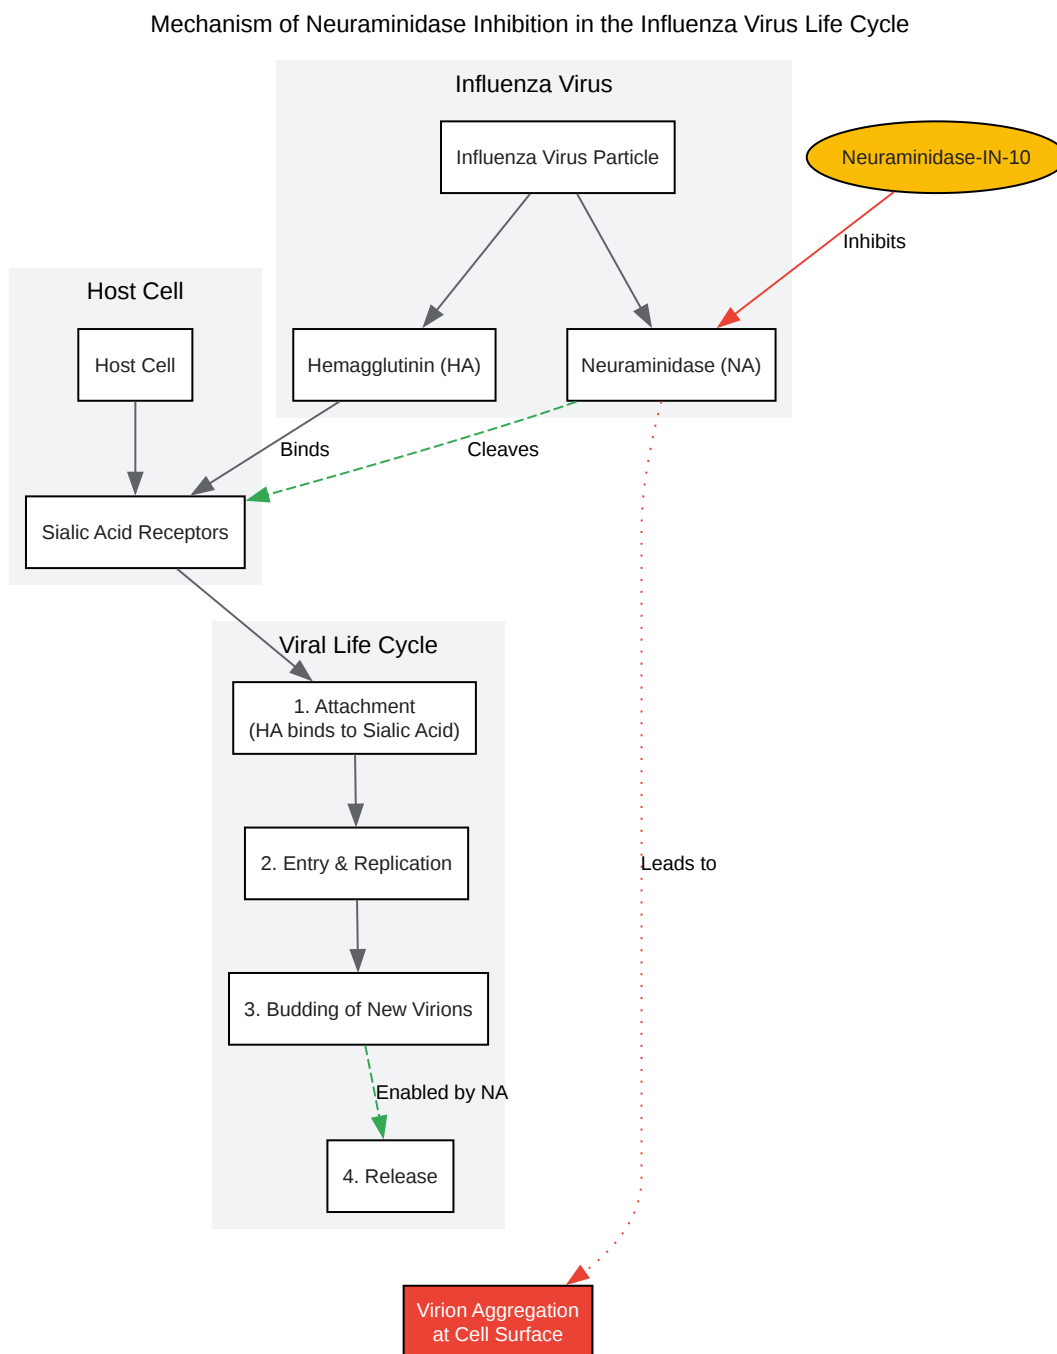 Mechanism of Neuraminidase Inhibition in the Influenza Virus Life Cycle
Influenza Virus
Influenza Virus Particle
Neuraminidase-IN-10
Inhibits
Host Cell
Host Cell
Hemagglutinin (HA)
Neuraminidase (NA)
Binds
Cleaves
Sialic Acid Receptors
Viral Life Cycle
1. Attachment
(HA binds to Sialic Acid)
2. Entry & Replication
Leads to
3. Budding of New Virions
Enabled by NA
4. Release
Virion Aggregation
at Cell Surface